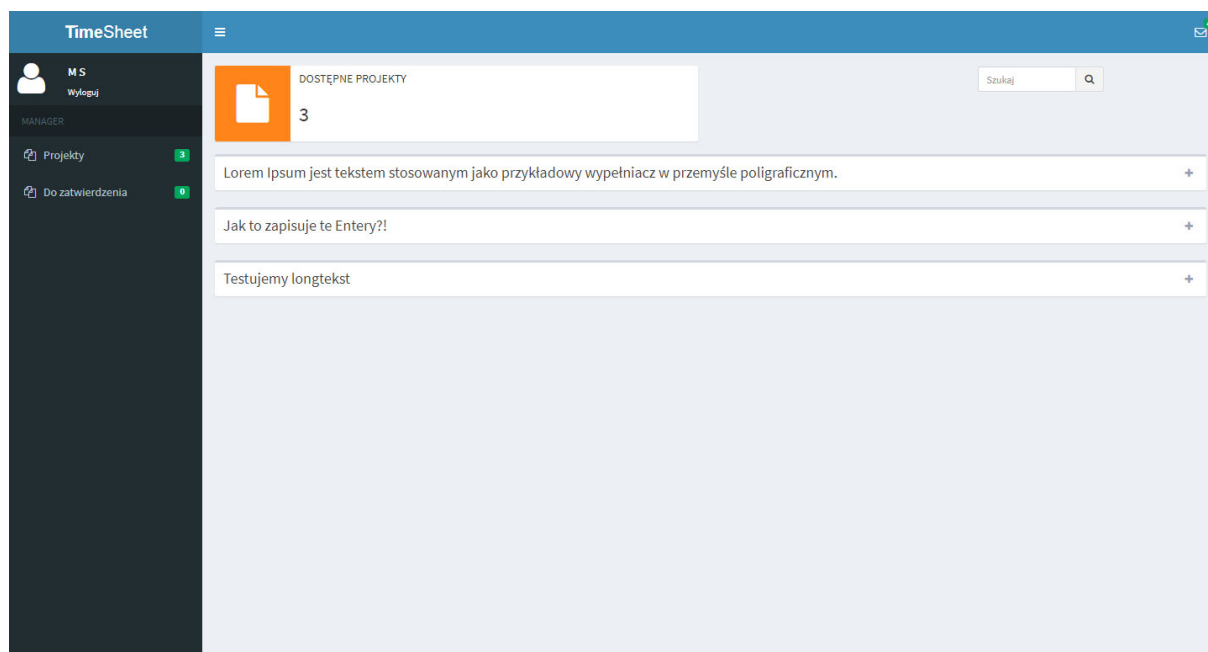 TimeSheet
M S
Wyloguj
MANAGER
Projekty 3
Do zatwierdzenia 0
DOSTĘPNE PROJEKTY
3
Szukaj
Lorem Ipsum jest tekstem stosowanym jako przykładowy wypełniacz w przemyśle poligraficznym.
Jak to zapisuje te Entery?!
Testujemy longtekst